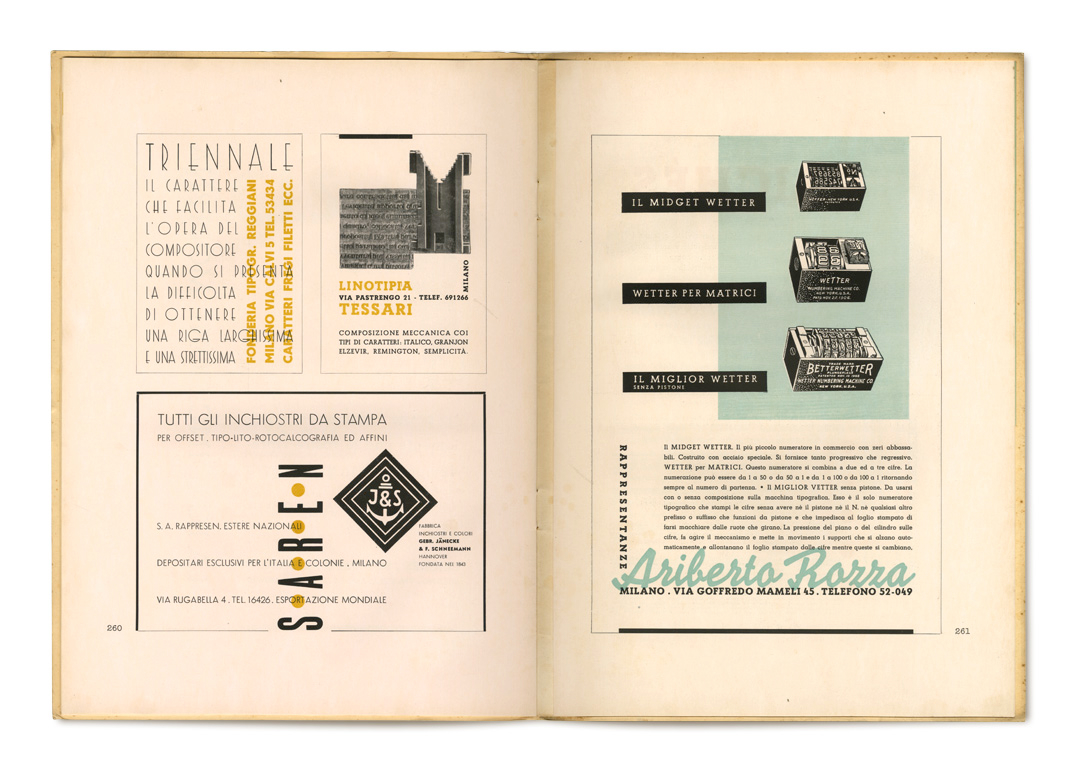 TRIENNALE
IL CARATTERE
CHE FACILITA
L'OPERA DEL
COMPOSITORE
QUANDO SI PRESENTA
LA DIFFICOLTA
DI OTTENERE
UNA RIGA LARGHISSIMA
E UNA STRETTISSIMA
FONDERIA TIPOGR. REGGIANI
MILANO VIA CALVI 5 TEL. 53434
CARATTERI FREGI FILETTI ECC.
MILANO
LINOTIPIA
VIA PASTRENGO 21 - TELEF. 691266
TESSARI
COMPOSIZIONE MECCANICA COI
TIPI DI CARATTERI: ITALICO, GRANJON
ELZEVIR, REMINGTON, SEMPLICITÀ.
TUTTI GLI INCHIOSTRI DA STAMPA
PER OFFSET . TIPO-LITO-ROTOCALCOGRAFIA ED AFFINI
S.A.R.E.N
J&S
S. A. RAPPRESEN. ESTERE NAZIONALI
FABBRICA
INCHIOSTRI E COLORI
GEBR. JÄNECKE
& F. SCHNEEMANN
HANNOVER
FONDATA NEL 1843
DEPOSITARI ESCLUSIVI PER L'ITALIA E COLONIE , MILANO
VIA RUGABELLA 4 . TEL. 16426 . ESPORTAZIONE MONDIALE
260
IL MIDGET WETTER
WETTER-NEW YORK U.S.A.
WETTER PER MATRICI
WETTER
NUMBERING MACHINE CO.
NEW YORK, U.S.A.
IL MIGLIOR WETTER
SENZA PISTONE
TRADE MARK
BETTERWETTER
PLUNGERLESS
WETTER NUMBERING MACHINE CO.
NEW YORK, U.S.A.
RAPPRESENTANZE
Il MIDGET WETTER. Il più piccolo numeratore in commercio con zeri abbassa-
bili. Costruito con acciaio speciale. Si fornisce tanto progressivo che regressivo.
WETTER per MATRICI. Questo numeratore si combina a due ed a tre cifre. La
numerazione può essere da 1 a 50 o da 50 a 1 e da 1 a 100 o da 100 a 1 ritornando
sempre al numero di partenza. • Il MIGLIOR VETTER senza pistone. Da usarsi
con o senza composizione sulla macchina tipografica. Esso è il solo numeratore
tipografico che stampi le cifre senza avere nè il pistone nè il N. nè qualsiasi altro
prefisso o suffisso che funzioni da pistone e che impedisca al foglio stampato di
farsi macchiare dalle ruote che girano. La pressione del piano o del cilindro sulle
cifre, fa agire il meccanismo e mette in movimento i supporti che si alzano auto-
maticamente e allontanano il foglio stampato dalle cifre mentre queste si cambiano.
Ariberto Rozza
MILANO . VIA GOFFREDO MAMELI 45 . TELEFONO 52-049
261